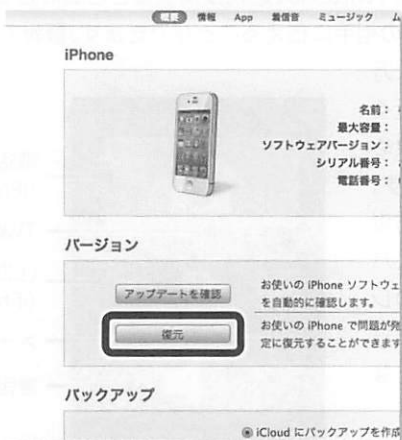 概要 情報 App 着信音 ミュージック
iPhone
名前：
最大容量：
ソフトウェアバージョン：
シリアル番号：
電話番号：
バージョン
アップデートを確認
お使いの iPhone ソフトウェ
を自動的に確認します。
復元
お使いの iPhone で問題が発
定に復元することができます
バックアップ
iCloud にバックアップを作成